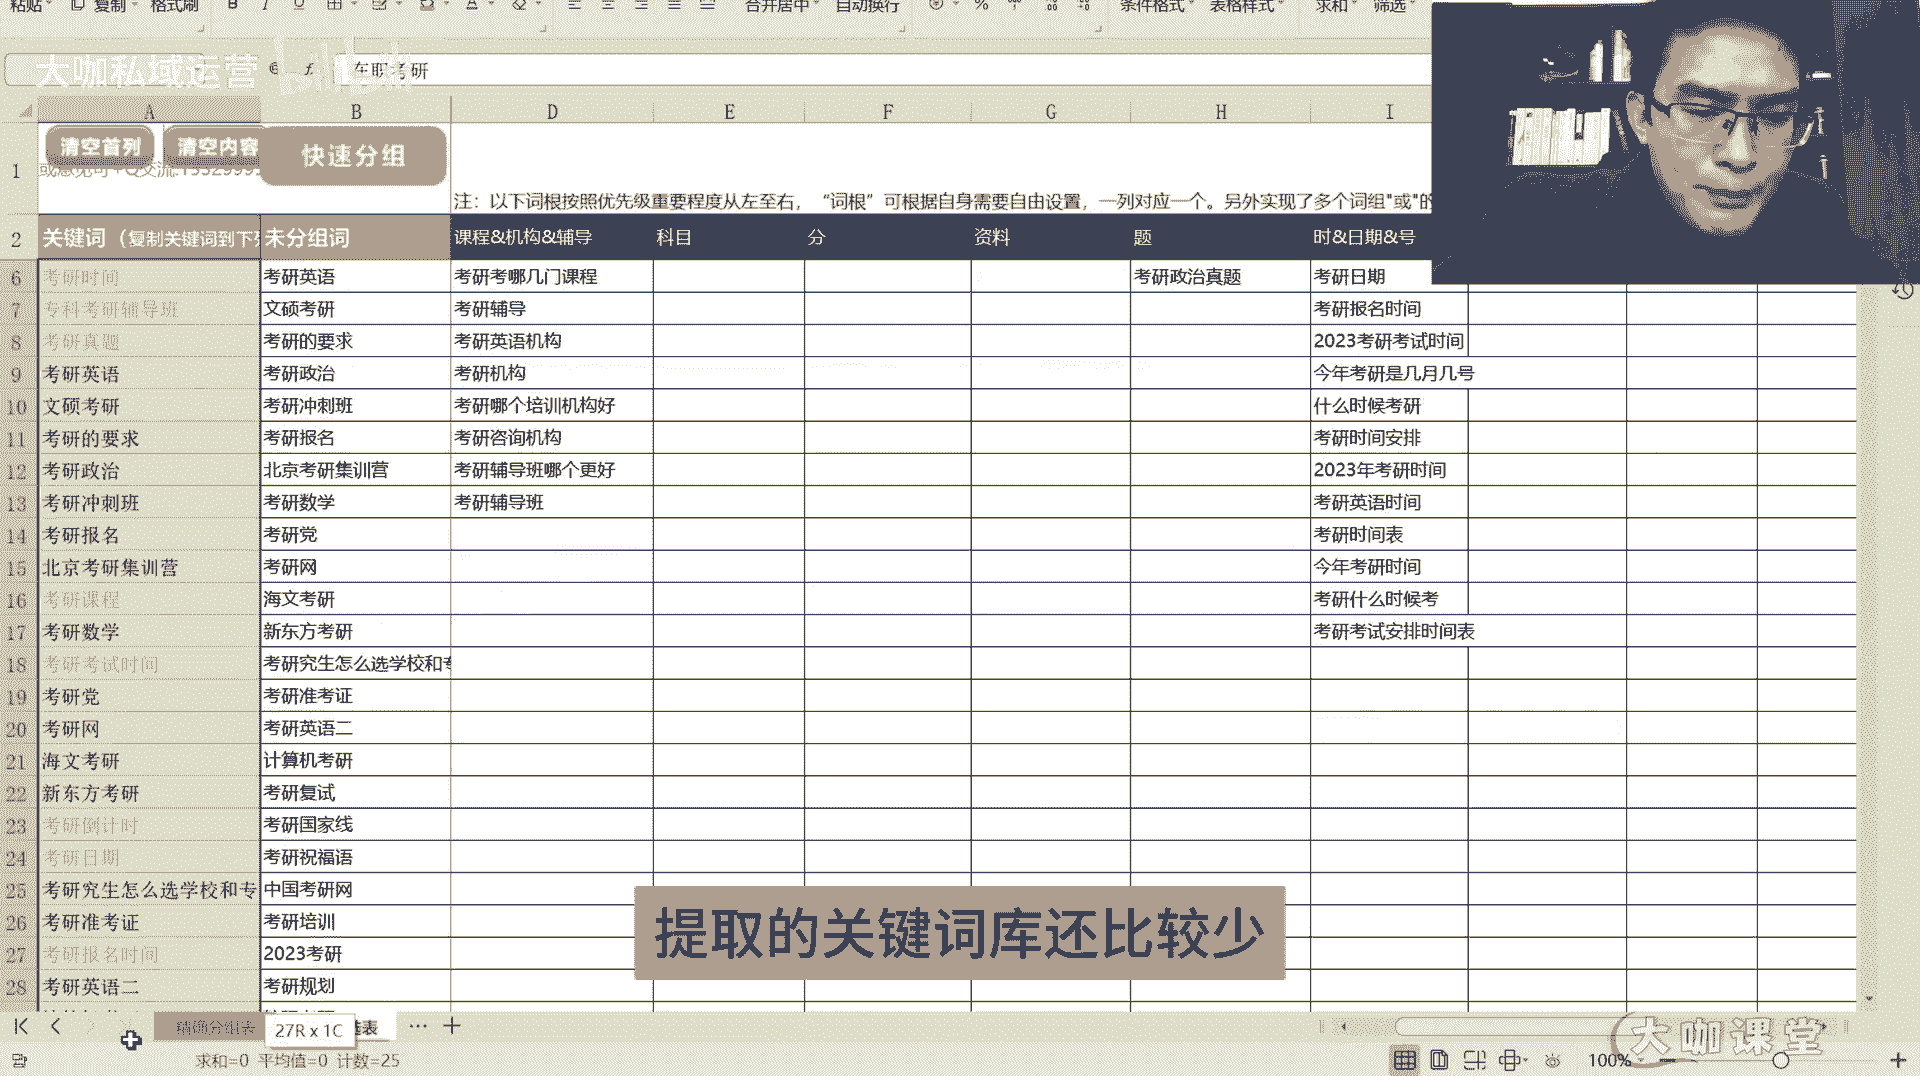 粘贴 复制 格式刷 B I U A 合并居中 自动换行 % 条件格式 表格样式 求和 筛选
大咖私域运营 bilibili
在职考研
A B D E F G H I
清空首列 清空内容 快速分组
1
注：以下词根按照优先级重要程度从左至右，“词根”可根据自身需要自由设置，一列对应一个。另外实现了多个词组"或"的
2 关键词（复制关键词到下列 未分组词 课程&机构&辅导 科目 分 资料 题 时&日期&号
6 考研时间 考研英语 考研考哪几门课程 考研政治真题 考研日期
7 专科考研辅导班 文硕考研 考研辅导 考研报名时间
8 考研真题 考研的要求 考研英语机构 2023考研考试时间
9 考研英语 考研政治 考研机构 今年考研是几月几号
10 文硕考研 考研冲刺班 考研哪个培训机构好 什么时候考研
11 考研的要求 考研报名 考研咨询机构 考研时间安排
12 考研政治 北京考研集训营 考研辅导班哪个更好 2023年考研时间
13 考研冲刺班 考研数学 考研辅导班 考研英语时间
14 考研报名 考研党 考研时间表
15 北京考研集训营 考研网 今年考研时间
16 考研课程 海文考研 考研什么时候考
17 考研数学 新东方考研 考研考试安排时间表
18 考研考试时间 考研究生怎么选学校和专
19 考研党 考研准考证
20 考研网 考研英语二
21 海文考研 计算机考研
22 新东方考研 考研复试
23 考研倒计时 考研国家线
24 考研日期 考研祝福语
25 考研究生怎么选学校和专 中国考研网
26 考研准考证 考研培训
27 考研报名时间 2023考研
28 考研英语二 考研规划
提取的关键词库还比较少
精确分组表 27R x 1C 表 ··· +
大咖课堂
求和=0 平均值=0 计数=25 100%